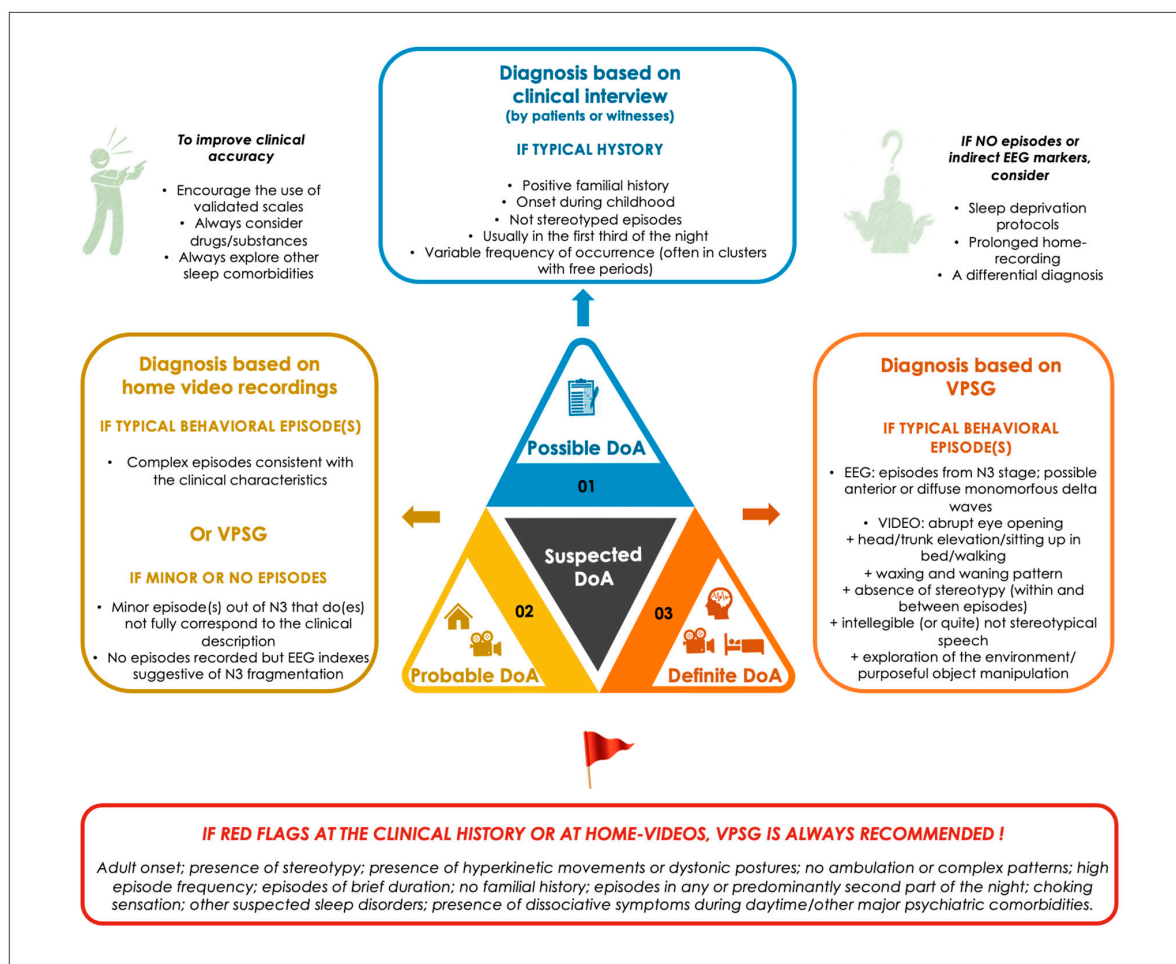 Diagnosis based on
clinical interview
(by patients or witnesses)
IF TYPICAL HYSTORY
• Positive familial history
• Onset during childhood
• Not stereotyped episodes
• Usually in the first third of the night
• Variable frequency of occurrence (often in clusters
with free periods)
To improve clinical
accuracy
• Encourage the use of
validated scales
• Always consider
drugs/substances
• Always explore other
sleep comorbidities
?
IF NO episodes or
indirect EEG markers,
consider
• Sleep deprivation
protocols
• Prolonged home-
recording
• A differential diagnosis
Diagnosis based on
home video recordings
IF TYPICAL BEHAVIORAL EPISODE(S)
• Complex episodes consistent with
the clinical characteristics
Or VPSG
IF MINOR OR NO EPISODES
• Minor episode(s) out of N3 that do(es)
not fully correspond to the clinical
description
• No episodes recorded but EEG indexes
suggestive of N3 fragmentation
Possible DoA
01
Suspected
DoA
02
03
Probable DoA
Definite DoA
Diagnosis based on
VPSG
IF TYPICAL BEHAVIORAL
EPISODE(S)
• EEG: episodes from N3 stage; possible
anterior or diffuse monomorfous delta
waves
• VIDEO: abrupt eye opening
+ head/trunk elevation/sitting up in
bed/walking
+ waxing and waning pattern
+ absence of stereotypy (within and
between episodes)
+ intellegible (or quite) not stereotypical
speech
+ exploration of the environment/
purposeful object manipulation
IF RED FLAGS AT THE CLINICAL HISTORY OR AT HOME-VIDEOS, VPSG IS ALWAYS RECOMMENDED !
Adult onset; presence of stereotypy; presence of hyperkinetic movements or dystonic postures; no ambulation or complex patterns; high
episode frequency; episodes of brief duration; no familial history; episodes in any or predominantly second part of the night; choking
sensation; other suspected sleep disorders; presence of dissociative symptoms during daytime/other major psychiatric comorbidities.